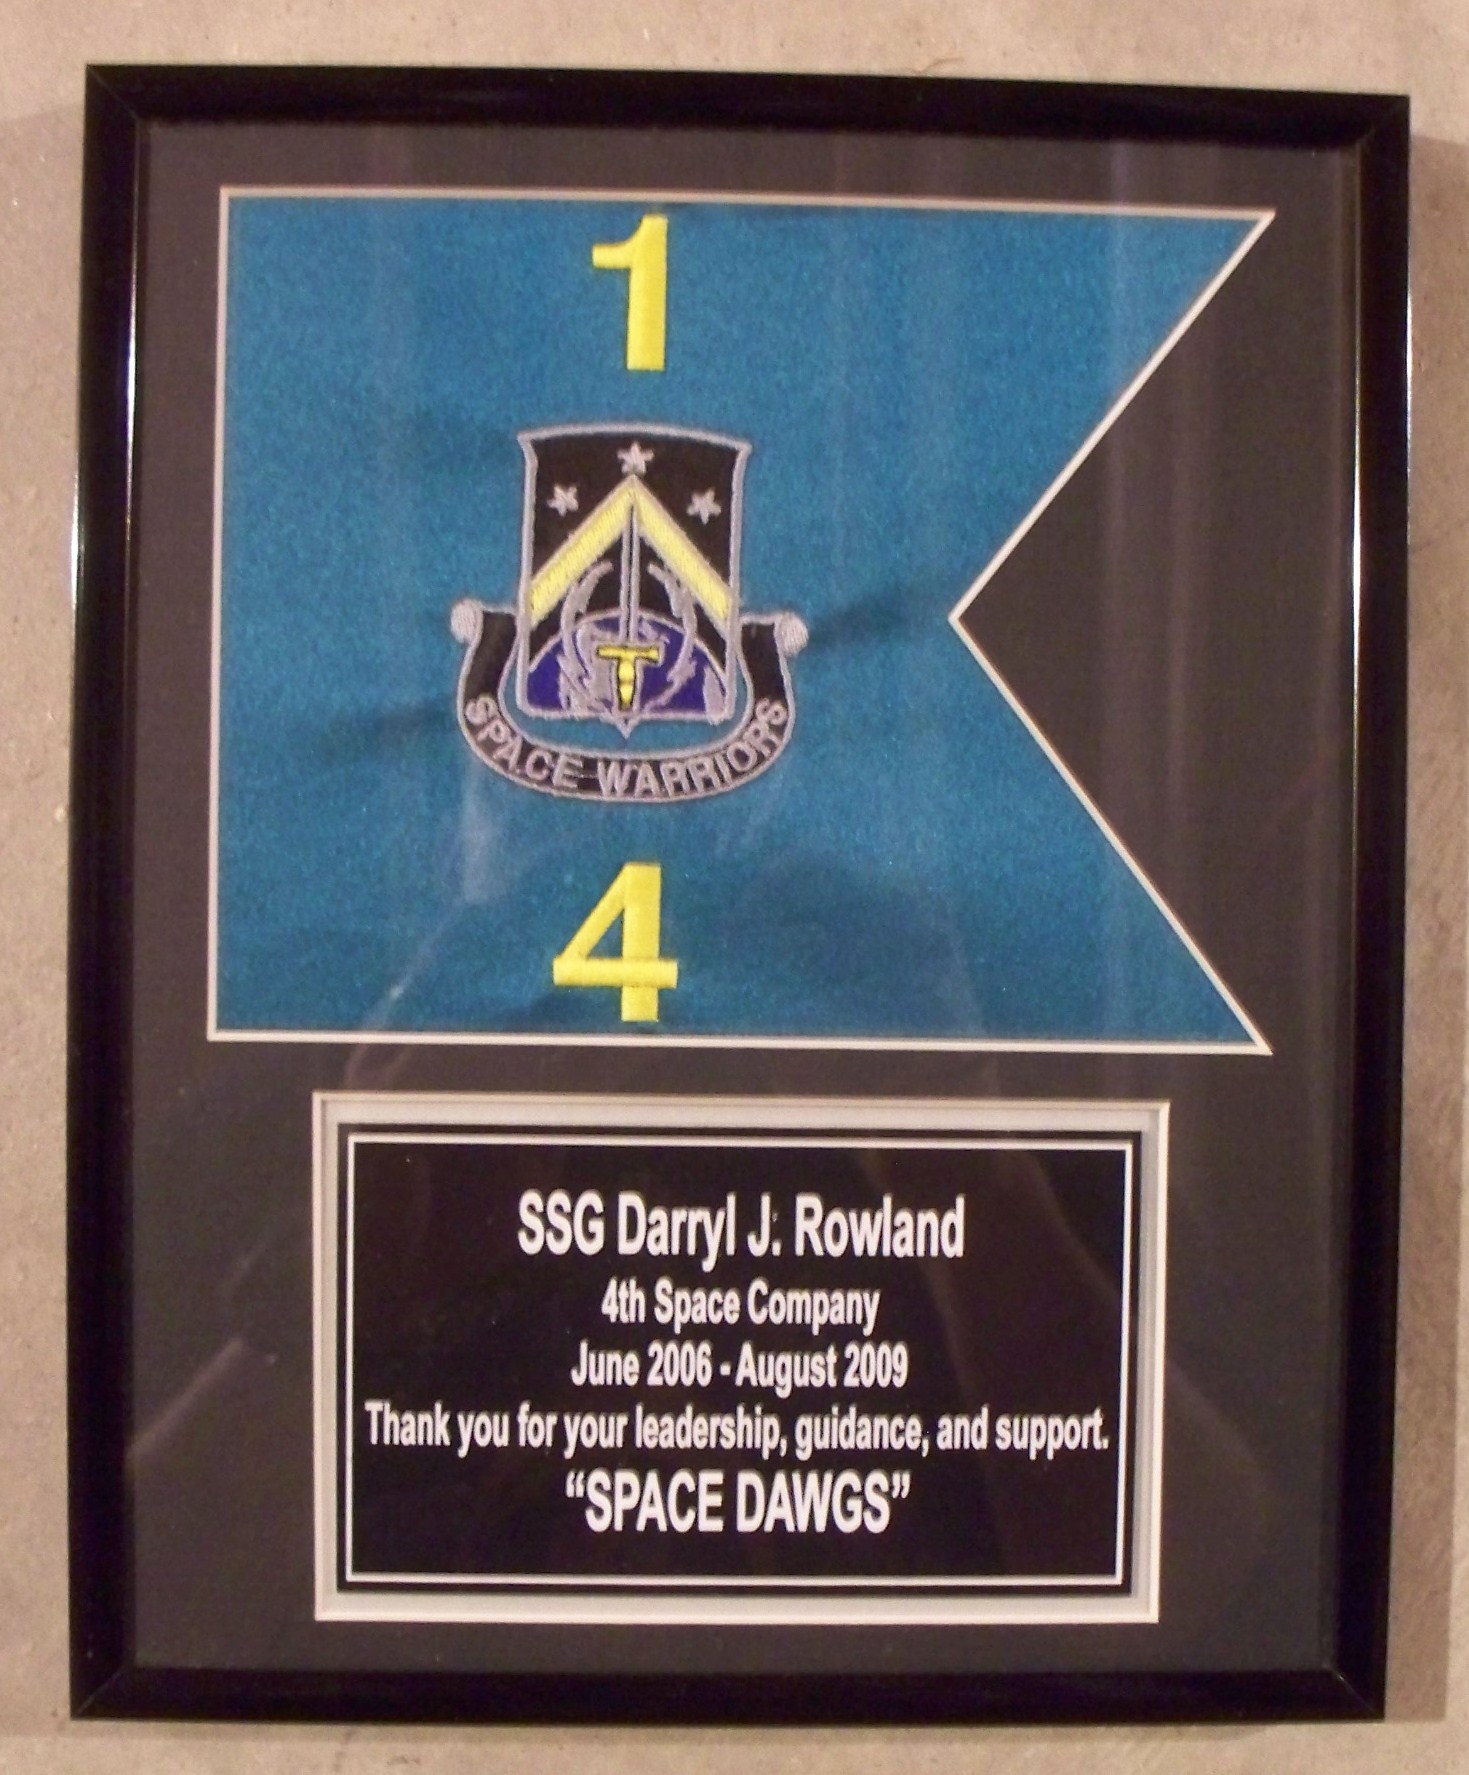 1
SPACE WARRIORS
4
SSG Darryl J. Rowland
4th Space Company
June 2006 - August 2009
Thank you for your leadership, guidance, and support.
“SPACE DAWGS”